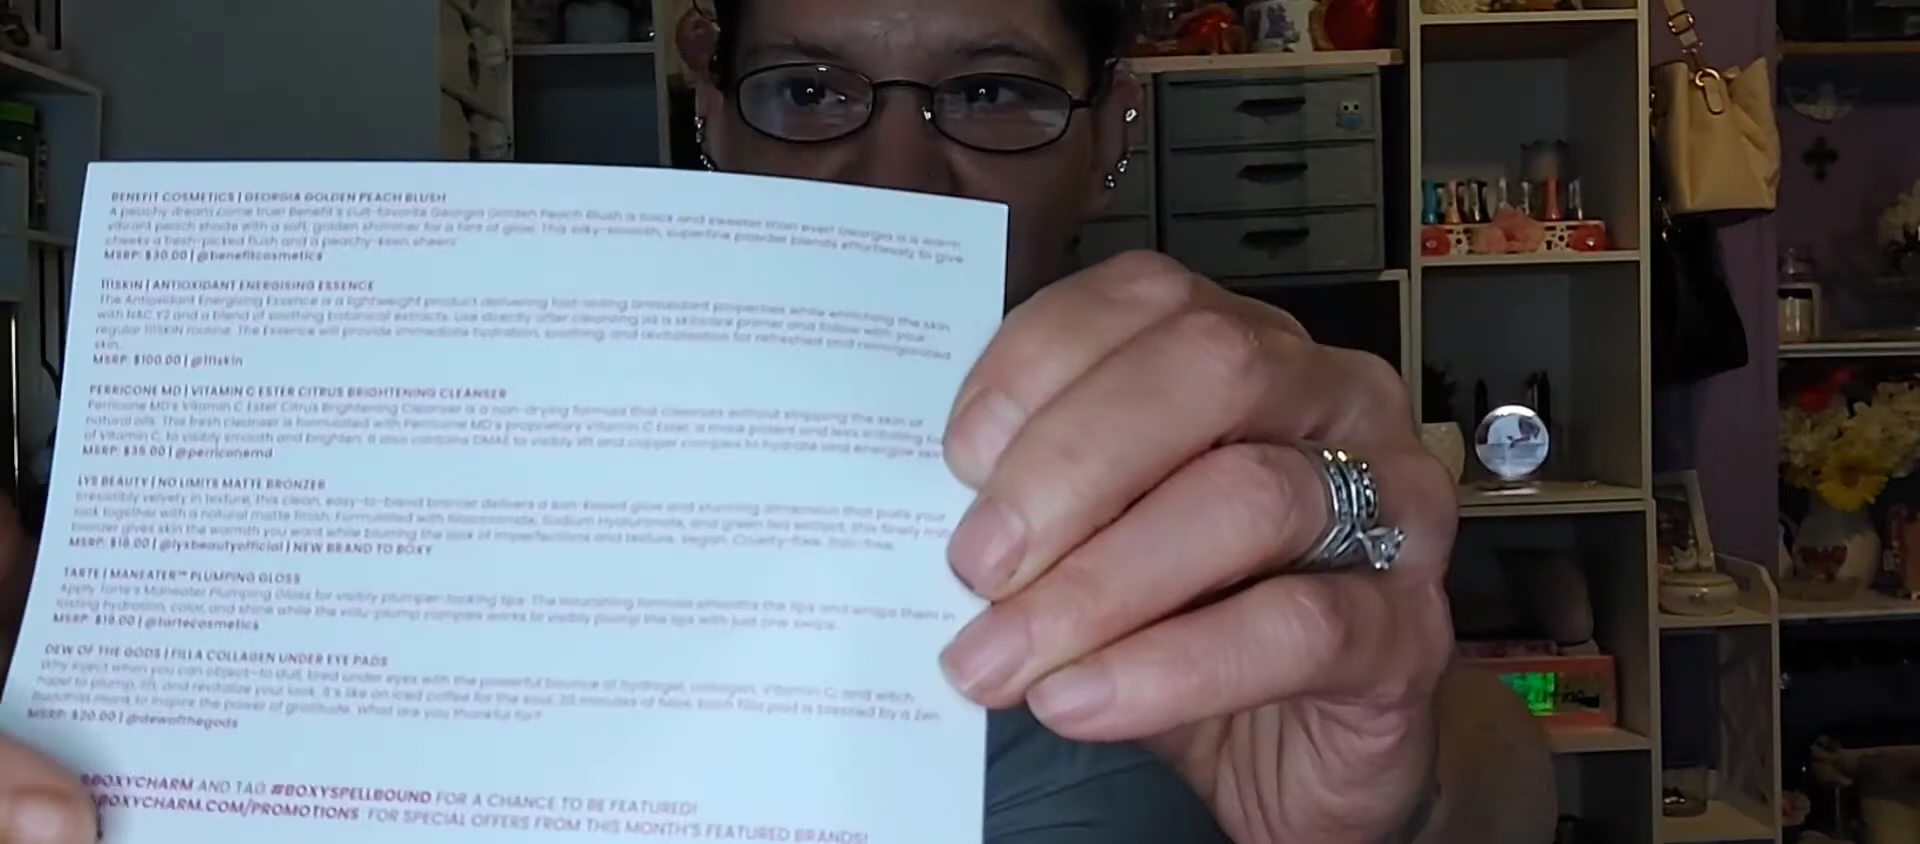 BENEFIT COSMETICS | GEORGIA GOLDEN PEACH BLUSH
A peachy dream come true! Benefit's cult-favorite Georgia Golden Peach Blush is back and sweeter than ever! Georgia is a warm,
vibrant peach shade with a soft, golden shimmer for a hint of glow. This silky-smooth, superfine powder blends effortlessly to give
cheeks a fresh-picked flush and a peachy-keen sheen!
MSRP: $30.00 | @benefitcosmetics
111SKIN | ANTIOXIDANT ENERGISING ESSENCE
The Antioxidant Energising Essence is a lightweight product delivering fast-acting antioxidant properties while enriching the skin
with NAC Y2 and a blend of soothing botanical extracts. Use directly after cleansing as a skincare primer and follow with your
regular 111SKIN routine. The Essence will provide immediate hydration, soothing, and revitalisation for refreshed and reinvigorated
skin.
MSRP: $100.00 | @111skin
PERRICONE MD | VITAMIN C ESTER CITRUS BRIGHTENING CLEANSER
Perricone MD's Vitamin C Ester Citrus Brightening Cleanser is a non-drying formula that cleanses without stripping the skin of
natural oils. This fresh cleanser is formulated with Perricone MD's proprietary Vitamin C Ester, a more potent and less irritating
of Vitamin C, to visibly smooth and brighten. It also contains DMAE to visibly lift and copper complex to hydrate and energize skin
MSRP: $35.00 | @perriconemd
LYS BEAUTY | NO LIMITS MATTE BRONZER
Irresistibly velvety in texture, this clean, easy-to-blend bronzer delivers a sun-kissed glow and stunning dimension that pulls your
look together with a natural matte finish. Formulated with Niacinamide, Sodium Hyaluronate, and green tea extract, this finely
bronzer gives skin the warmth you want while blurring the look of imperfections and texture. Vegan. Cruelty-free. Talc-free.
MSRP: $18.00 | @lysbeautyofficial | NEW BRAND TO BOXY
TARTE | MANEATER™ PLUMPING GLOSS
Apply Tarte's Maneater Plumping Gloss for visibly plumper-looking lips. The nourishing formula smooths the lips and wraps them in
lasting hydration, color, and shine while the volu-plump complex works to visibly plump the lips with just one swipe.
MSRP: $19.00 | @tartecosmetics
DEW OF THE GODS | FILLA COLLAGEN UNDER EYE PADS
Why inject when you can object-to dull, tired under eyes with the powerful bounce of hydrogel, collagen, Vitamin C, and witch
hazel to plump, lift, and revitalize your look. It's like an iced coffee for the soul. 20 minutes of bliss. Each Filla pad is blessed by a Zen
Buddhist monk to inspire the power of gratitude. What are you thankful for?
MSRP: $20.00 | @dewofthegods
@BOXYCHARM AND TAG #BOXYSPELLBOUND FOR A CHANCE TO BE FEATURED!
BOXYCHARM.COM/PROMOTIONS FOR SPECIAL OFFERS FROM THIS MONTH'S FEATURED BRANDS!